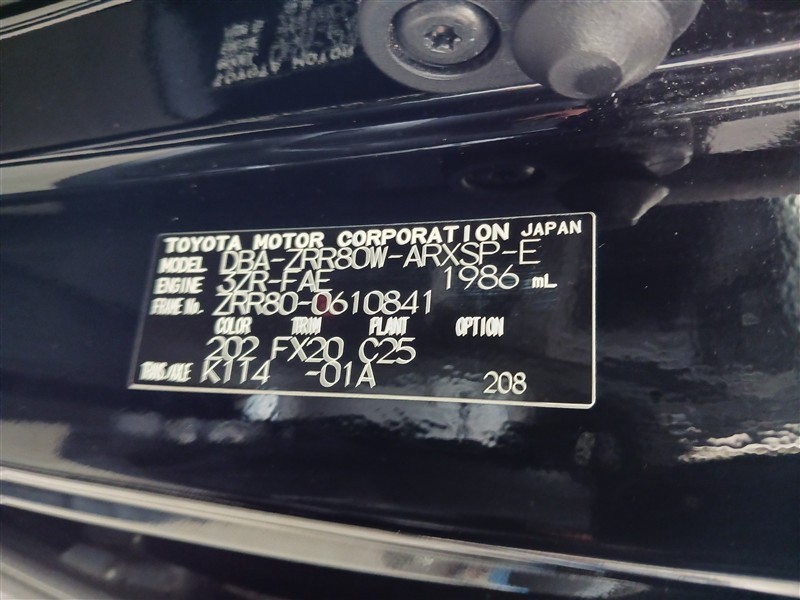 TOYOTA MOTOR CORPORATION JAPAN
MODEL DBA-ZRR80W-ARXSP-E
ENGINE 3ZR-FAE 1986 mL
FRAME No. ZRR80-0610841
COLOR TRIM PLANT OPTION
202 FX20 C25
TRANS/AXLE K114 -01A 208